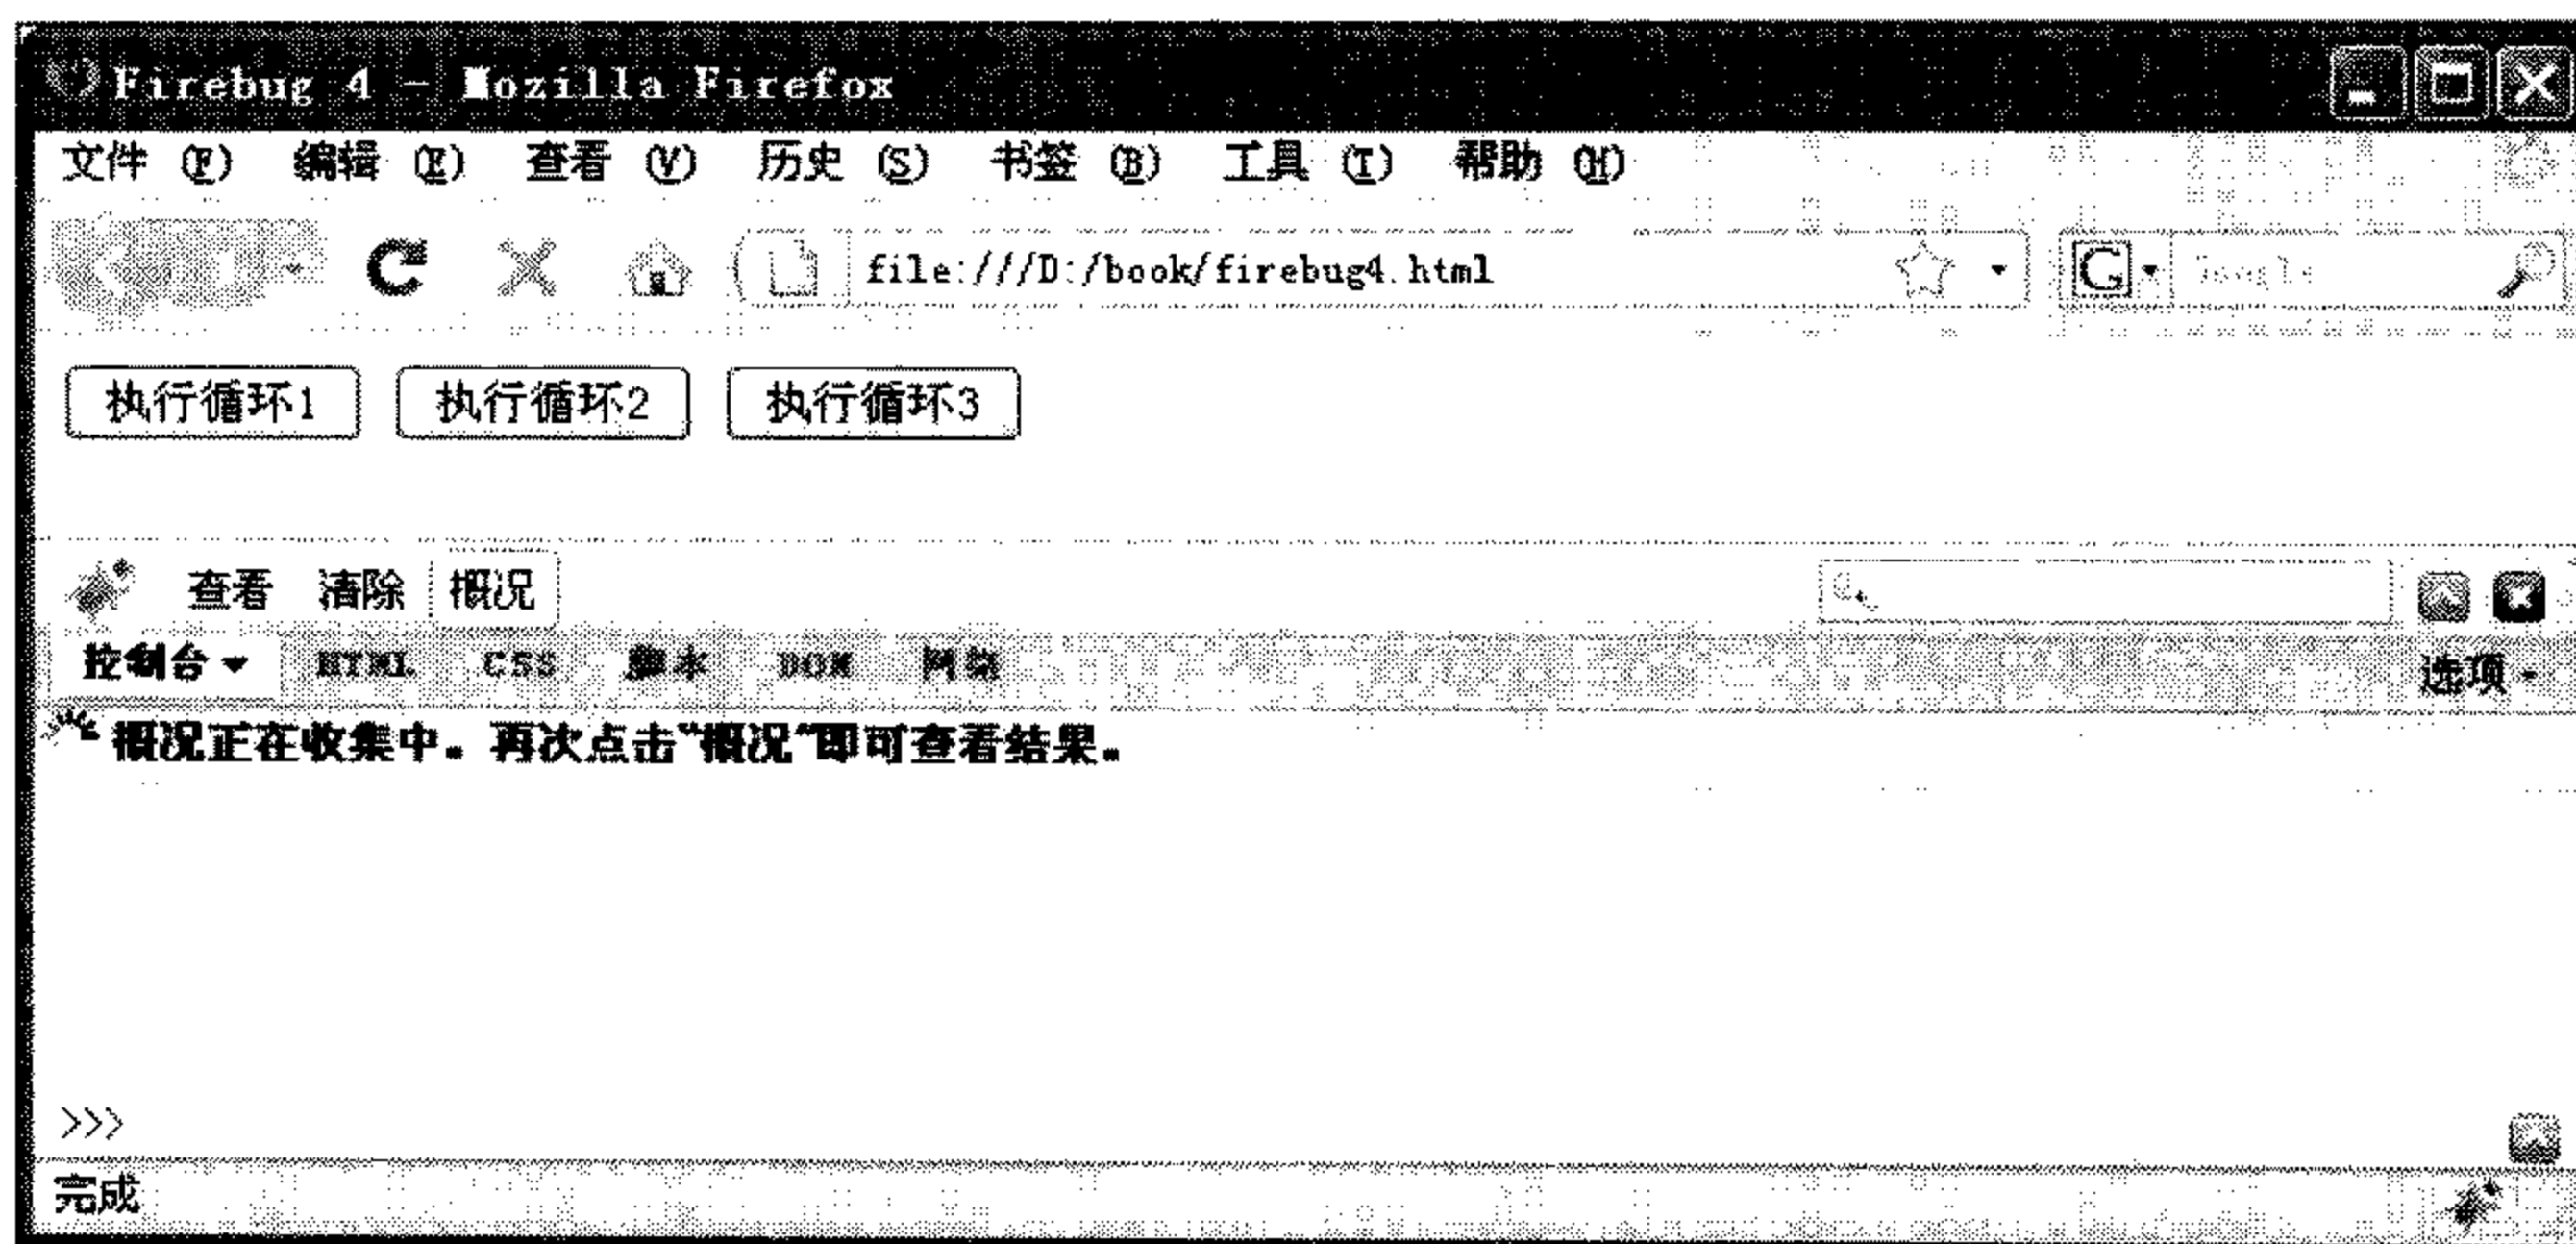 Firebug 4 - Mozilla Firefox
文件 (F) 编辑 (E) 查看 (V) 历史 (S) 书签 (B) 工具 (T) 帮助 (H)
file:///D:/book/firebug4.html G Google
执行循环1 执行循环2 执行循环3
查看 清除 概况
控制台 HTML CSS 脚本 DOM 网络 选项
概况正在收集中。再次点击“概况”即可查看结果。
>>>
完成